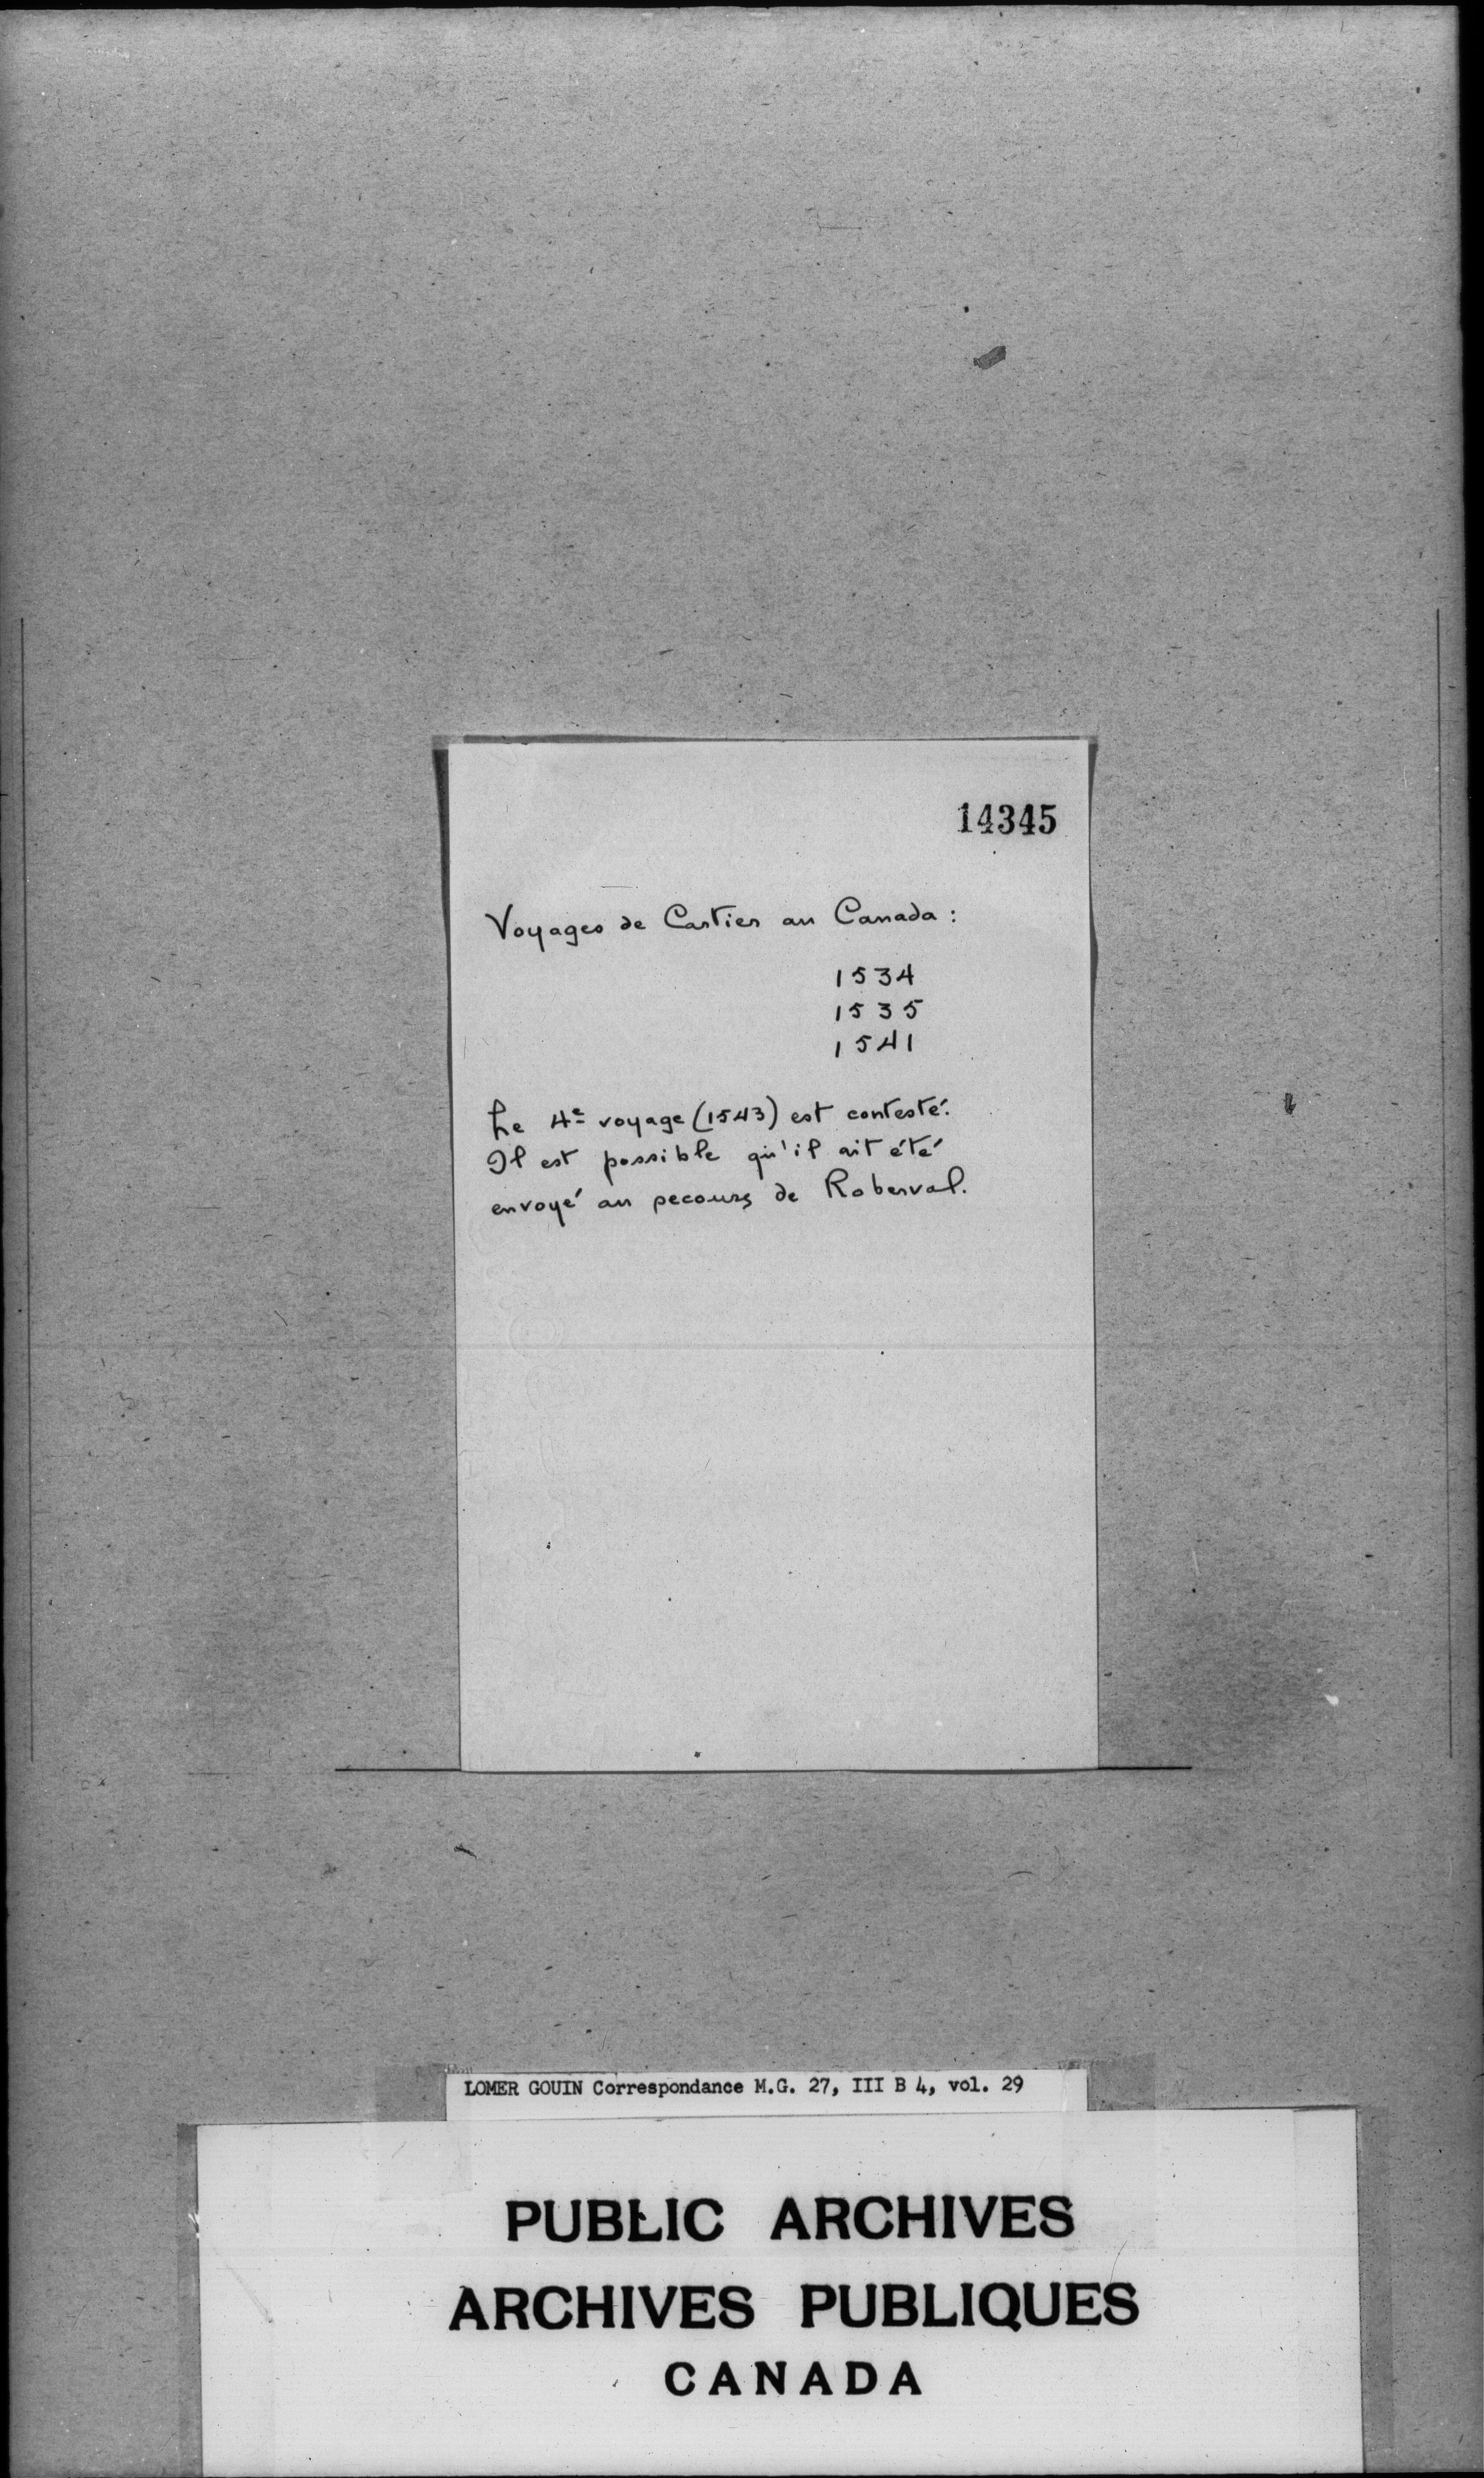 14345
Voyages de Cartier au Canada :
1534
1535
1541
Le 4e voyage (1543) est contesté.
Il est possible qu'il ait été
envoyé au secours de Roberval.
LOMER GOUIN Correspondance M.G. 27, III B 4, vol. 29
PUBLIC ARCHIVES
ARCHIVES PUBLIQUES
CANADA